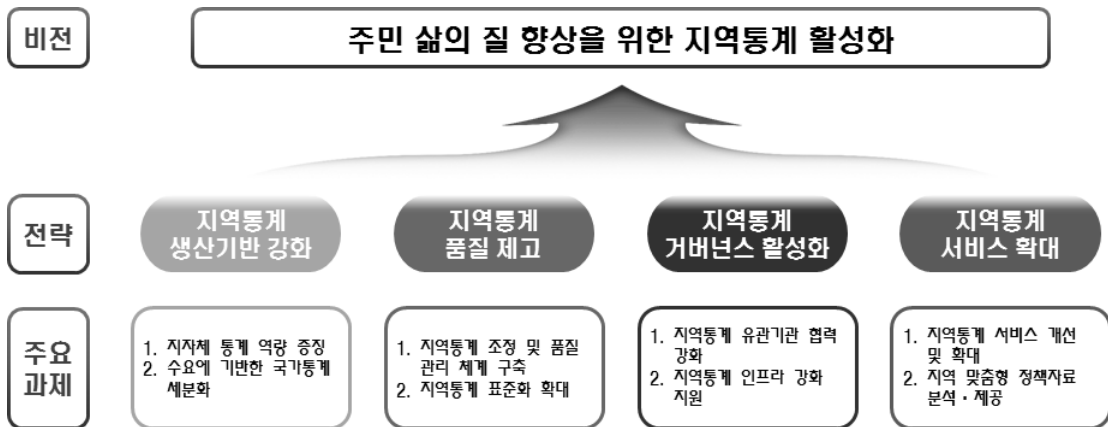 비전
주민 삶의 질 향상을 위한 지역통계 활성화
전략
지역통계
생산기반 강화
지역통계
품질 제고
지역통계
거버넌스 활성화
지역통계
서비스 확대
주요
과제
1. 지자체 통계 역량 증징
2. 수요에 기반한 국가통계
세분화
1. 지역통계 조정 및 품질
관리 체계 구축
2. 지역통계 표준화 확대
1. 지역통계 유관기관 협력
강화
2. 지역통계 인프라 강화
지원
1. 지역통계 서비스 개선
및 확대
2. 지역 맞춤형 정책자료
분석·제공